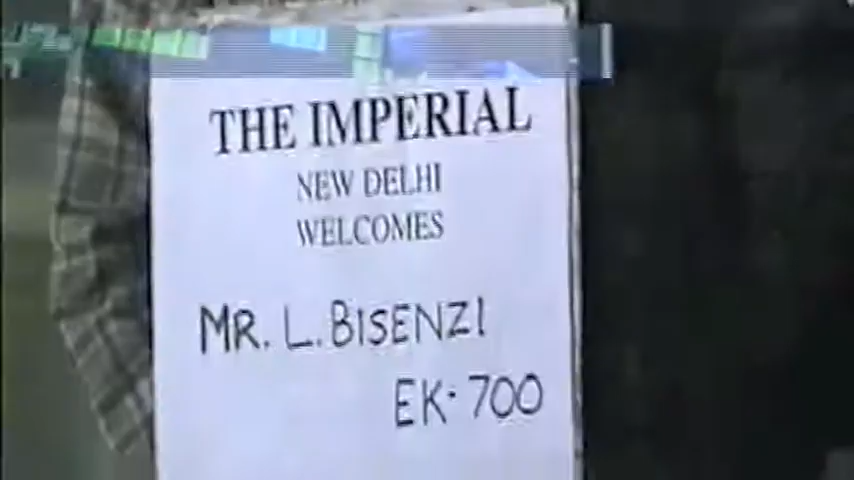 THE IMPERIAL
NEW DELHI
WELCOMES
MR. L. BISENZI
EK-700